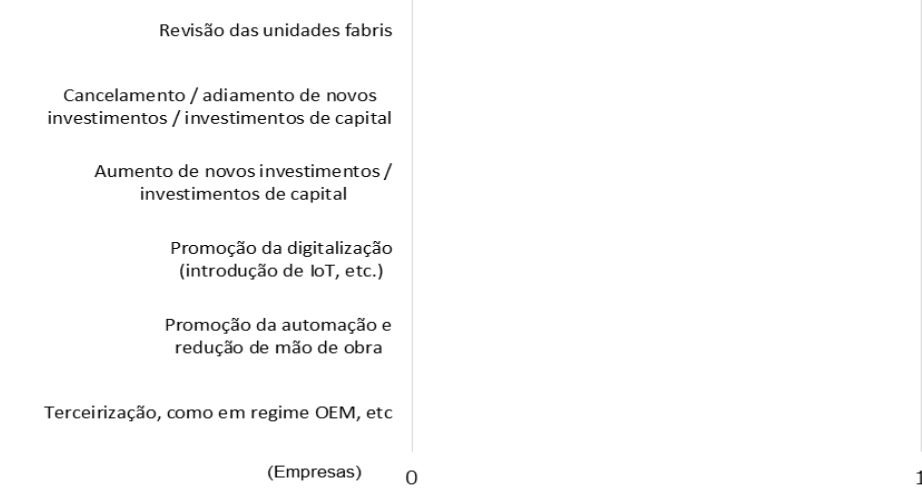 Revisão das unidades fabris
Cancelamento / adiamento de novos
investimentos / investimentos de capital
Aumento de novos investimentos /
investimentos de capital
Promoção da digitalização
(introdução de IoT, etc.)
Promoção da automação e
redução de mão de obra
Terceirização, como em regime OEM, etc
(Empresas) 0 1